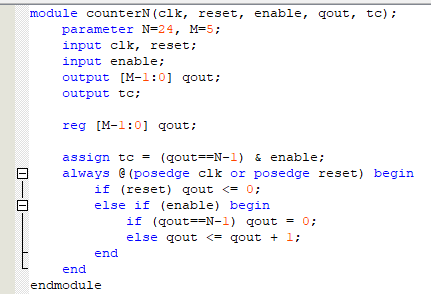 module counterN(clk, reset, enable, qout, tc);
    parameter N=24, M=5;
    input clk, reset;
    input enable;
    output [M-1:0] qout;
    output tc;

    reg [M-1:0] qout;

    assign tc = (qout==N-1) & enable;
    always @(posedge clk or posedge reset) begin
        if (reset) qout <= 0;
        else if (enable) begin
            if (qout==N-1) qout = 0;
            else qout <= qout + 1;
        end
    end
endmodule